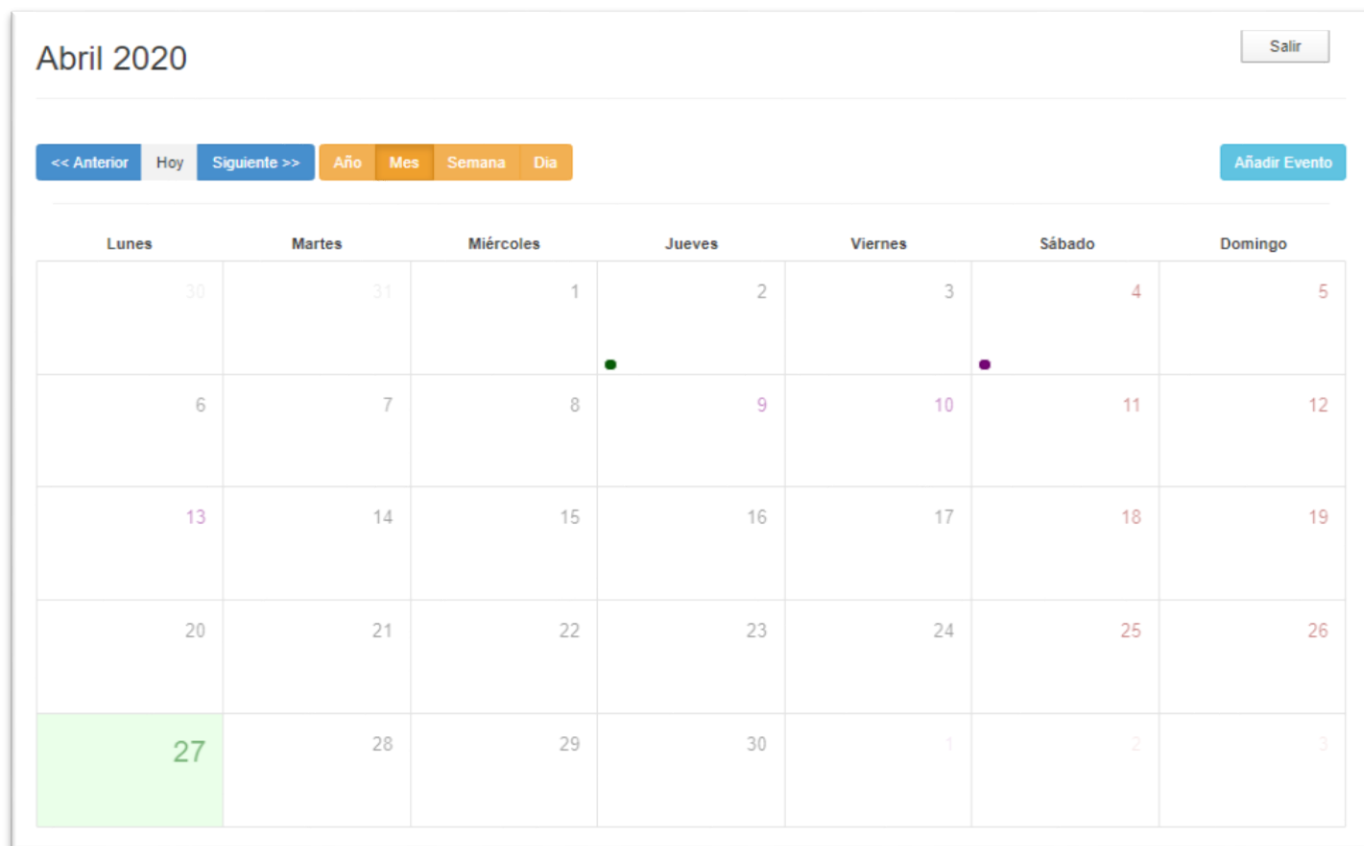 Abril 2020
Salir
<< Anterior Hoy Siguiente >> Año Mes Semana Dia Añadir Evento
Lunes Martes Miércoles Jueves Viernes Sábado Domingo
30 31 1 2 3 4 5
6 7 8 9 10 11 12
13 14 15 16 17 18 19
20 21 22 23 24 25 26
27 28 29 30 1 2 3